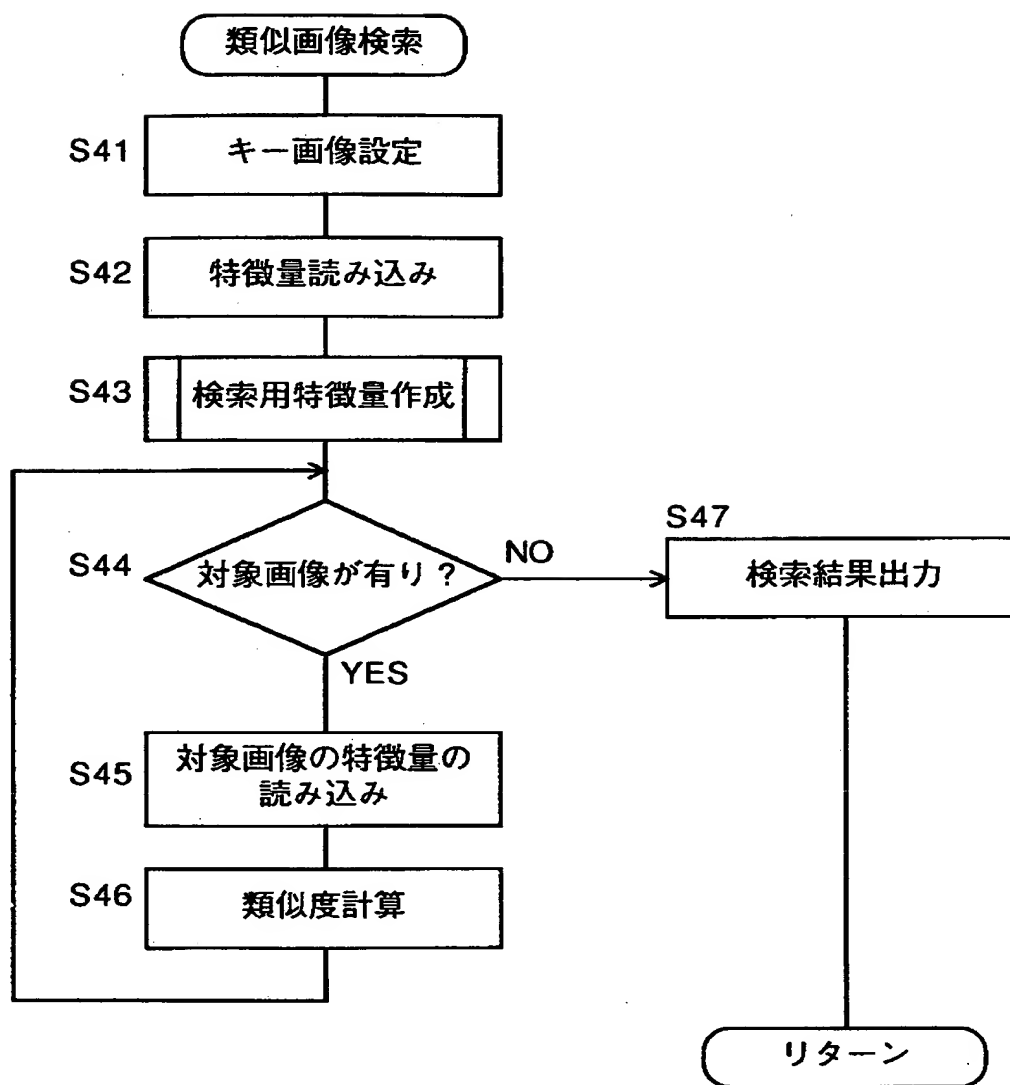 類似画像検索
S41
キー画像設定
S42
特徴量読み込み
S43
検索用特徴量作成
S44
対象画像が有り？
NO
S47
検索結果出力
YES
S45
対象画像の特徴量の
読み込み
S46
類似度計算
リターン